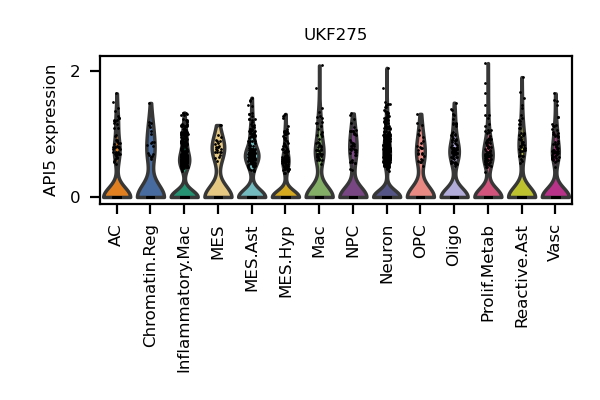 UKF275
API5 expression
2
0
AC
Chromatin.Reg
Inflammatory.Mac
MES
MES.Ast
MES.Hyp
Mac
NPC
Neuron
OPC
Oligo
Prolif.Metab
Reactive.Ast
Vasc